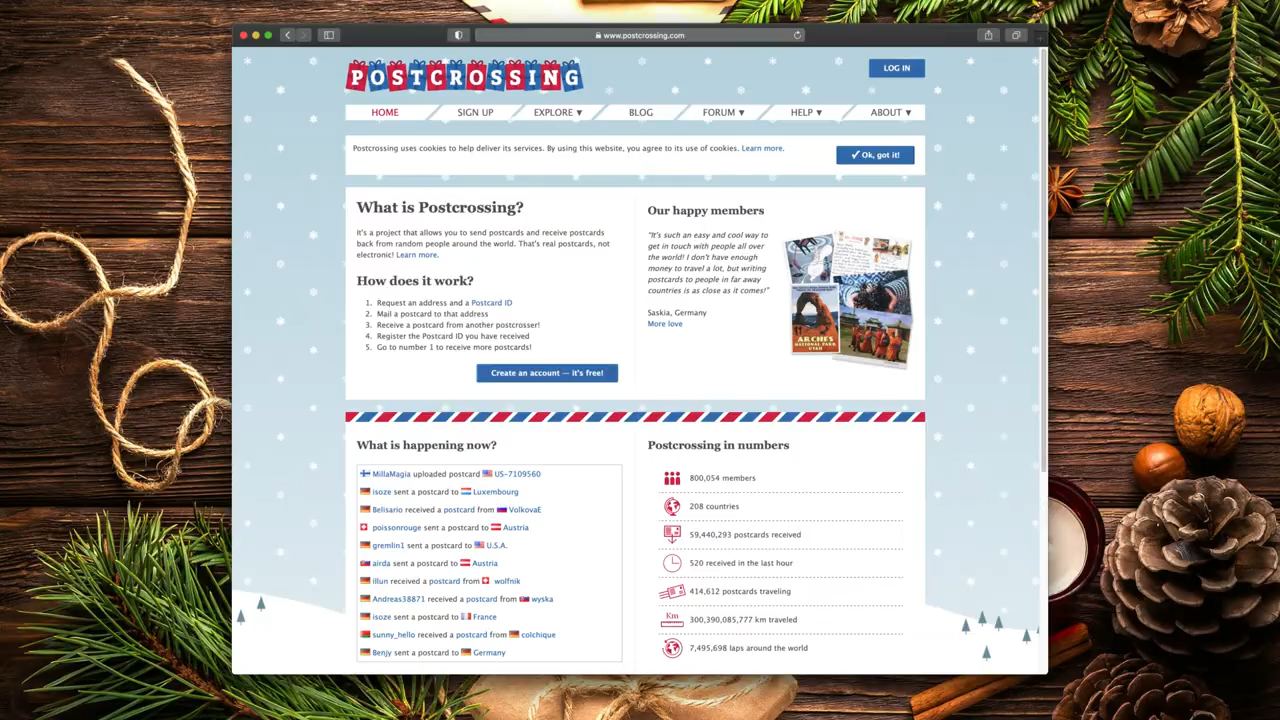 www.postcrossing.com
POSTCROSSING
LOG IN
HOME
SIGN UP
EXPLORE ▼
BLOG
FORUM ▼
HELP ▼
ABOUT ▼
Postcrossing uses cookies to help deliver its services. By using this website, you agree to its use of cookies. Learn more.
✓ Ok, got it!
What is Postcrossing?
It's a project that allows you to send postcards and receive postcards
back from random people around the world. That's real postcards, not
electronic! Learn more.
How does it work?
1. Request an address and a Postcard ID
2. Mail a postcard to that address
3. Receive a postcard from another postcrosser!
4. Register the Postcard ID you have received
5. Go to number 1 to receive more postcards!
Create an account — it's free!
Our happy members
"It's such an easy and cool way to
get in touch with people all over
the world! I don't have enough
money to travel a lot, but writing
postcards to people in far away
countries is as close as it comes!"
Saskia, Germany
More love
ARCHES
NATIONAL PARK
UTAH
What is happening now?
MillaMagia uploaded postcard US-7109560
isoze sent a postcard to Luxembourg
Belisario received a postcard from VolkovaE
poissonrouge sent a postcard to Austria
gremlin1 sent a postcard to U.S.A.
airda sent a postcard to Austria
illun received a postcard from wolfnik
Andreas38871 received a postcard from wyska
isoze sent a postcard to France
sunny_hello received a postcard from colchique
Benjy sent a postcard to Germany
Postcrossing in numbers
800,054 members
208 countries
59,440,293 postcards received
520 received in the last hour
414,612 postcards traveling
Km
300,390,085,777 km traveled
7,495,698 laps around the world